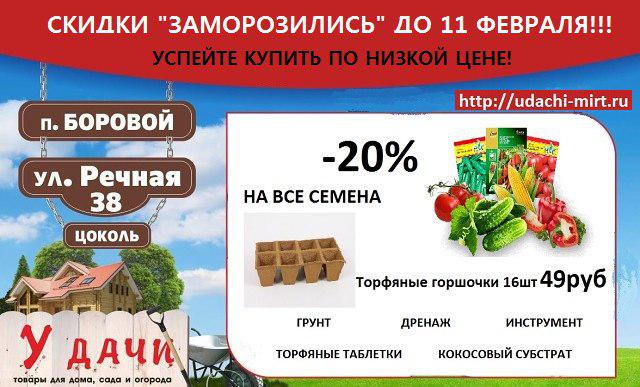 СКИДКИ "ЗАМОРОЗИЛИСЬ" ДО 11 ФЕВРАЛЯ!!!
УСПЕЙТЕ КУПИТЬ ПО НИЗКОЙ ЦЕНЕ!
http://udachi-mirt.ru
п. БОРОВОЙ
ул. Речная
38
ЦОКОЛЬ
-20%
НА ВСЕ СЕМЕНА
Торфяные горшочки 16шт 49руб
ГРУНТ ДРЕНАЖ ИНСТРУМЕНТ
ТОРФЯНЫЕ ТАБЛЕТКИ КОКОСОВЫЙ СУБСТРАТ
У дачи
товары для дома, сада и огорода